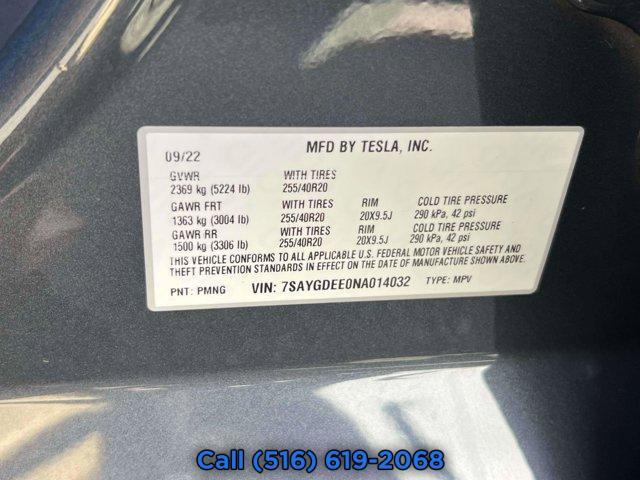 MFD BY TESLA, INC.
09/22
GVWR WITH TIRES
2369 kg (5224 lb) 255/40R20
GAWR FRT WITH TIRES RIM COLD TIRE PRESSURE
1363 kg (3004 lb) 255/40R20 20X9.5J 290 kPa, 42 psi
GAWR RR WITH TIRES RIM COLD TIRE PRESSURE
1500 kg (3306 lb) 255/40R20 20X9.5J 290 kPa, 42 psi
THIS VEHICLE CONFORMS TO ALL APPLICABLE U.S. FEDERAL MOTOR VEHICLE SAFETY AND
THEFT PREVENTION STANDARDS IN EFFECT ON THE DATE OF MANUFACTURE SHOWN ABOVE.
PNT: PMNG VIN: 7SAYGDEE0NA014032 TYPE: MPV
Call (516) 619-2068